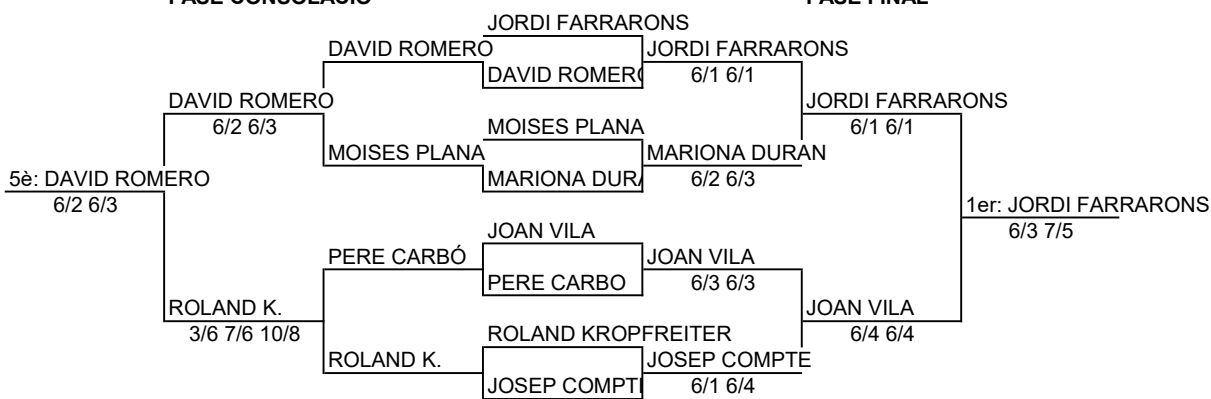 FASE CONSOLACIÓ
FASE FINAL
JORDI FARRARONS
DAVID ROMERO
JORDI FARRARONS
DAVID ROMERO
6/1 6/1
DAVID ROMERO
JORDI FARRARONS
6/2 6/3
MOISES PLANA
6/1 6/1
MOISES PLANA
MARIONA DURAN
5è: DAVID ROMERO
MARIONA DURA
6/2 6/3
6/2 6/3
1er: JORDI FARRARONS
JOAN VILA
6/3 7/5
PERE CARBÓ
JOAN VILA
PERE CARBO
6/3 6/3
ROLAND K.
JOAN VILA
3/6 7/6 10/8
ROLAND KROPFREITER
6/4 6/4
ROLAND K.
JOSEP COMPTE
JOSEP COMPTE
6/1 6/4